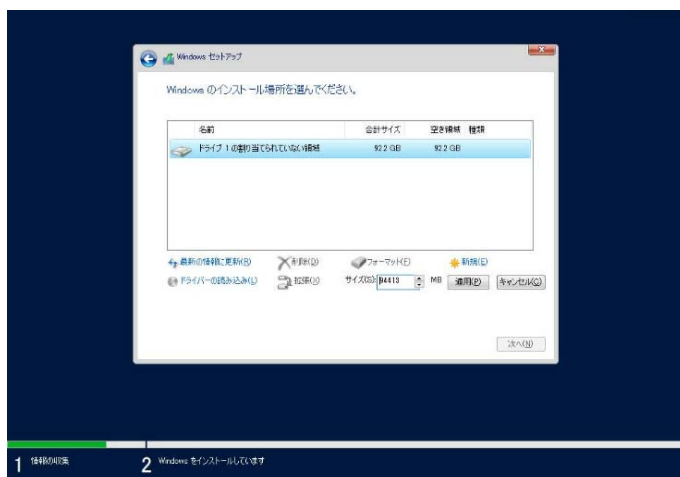 Windows セットアップ
Windows のインストール場所を選んでください。
名前 合計サイズ 空き領域 種類
ドライブ 1 の割り当てられていない領域 92.2 GB 92.2 GB
最新の情報に更新(R) 削除(D) フォーマット(F) 新規(E)
ドライバーの読み込み(L) 拡張(X) サイズ(S): 94413 MB 適用(P) キャンセル(C)
次へ(N)
1 情報の収集 2 Windows をインストールしています